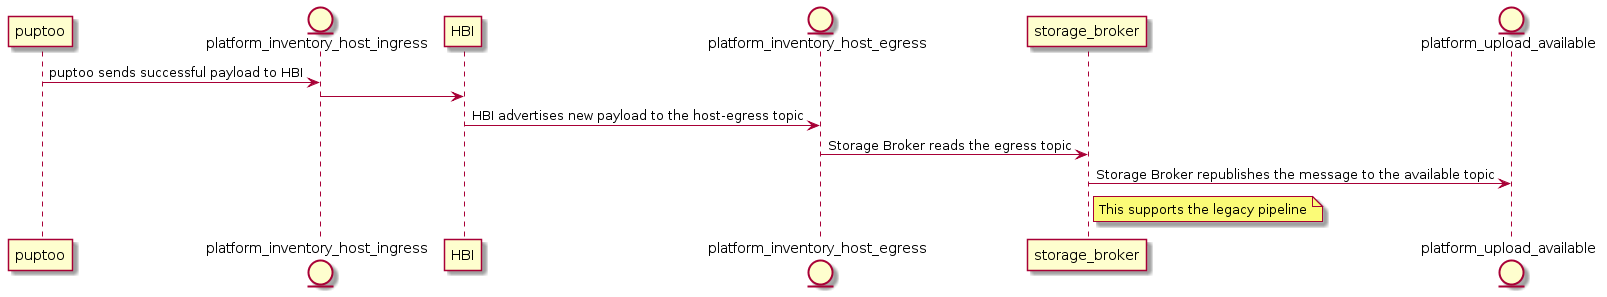 puptoo
platform_inventory_host_ingress
HBI
platform_inventory_host_egress
storage_broker
platform_upload_available
puptoo sends successful payload to HBI
HBI advertises new payload to the host-egress topic
Storage Broker reads the egress topic
Storage Broker republishes the message to the available topic
This supports the legacy pipeline
puptoo
platform_inventory_host_ingress
HBI
platform_inventory_host_egress
storage_broker
platform_upload_available